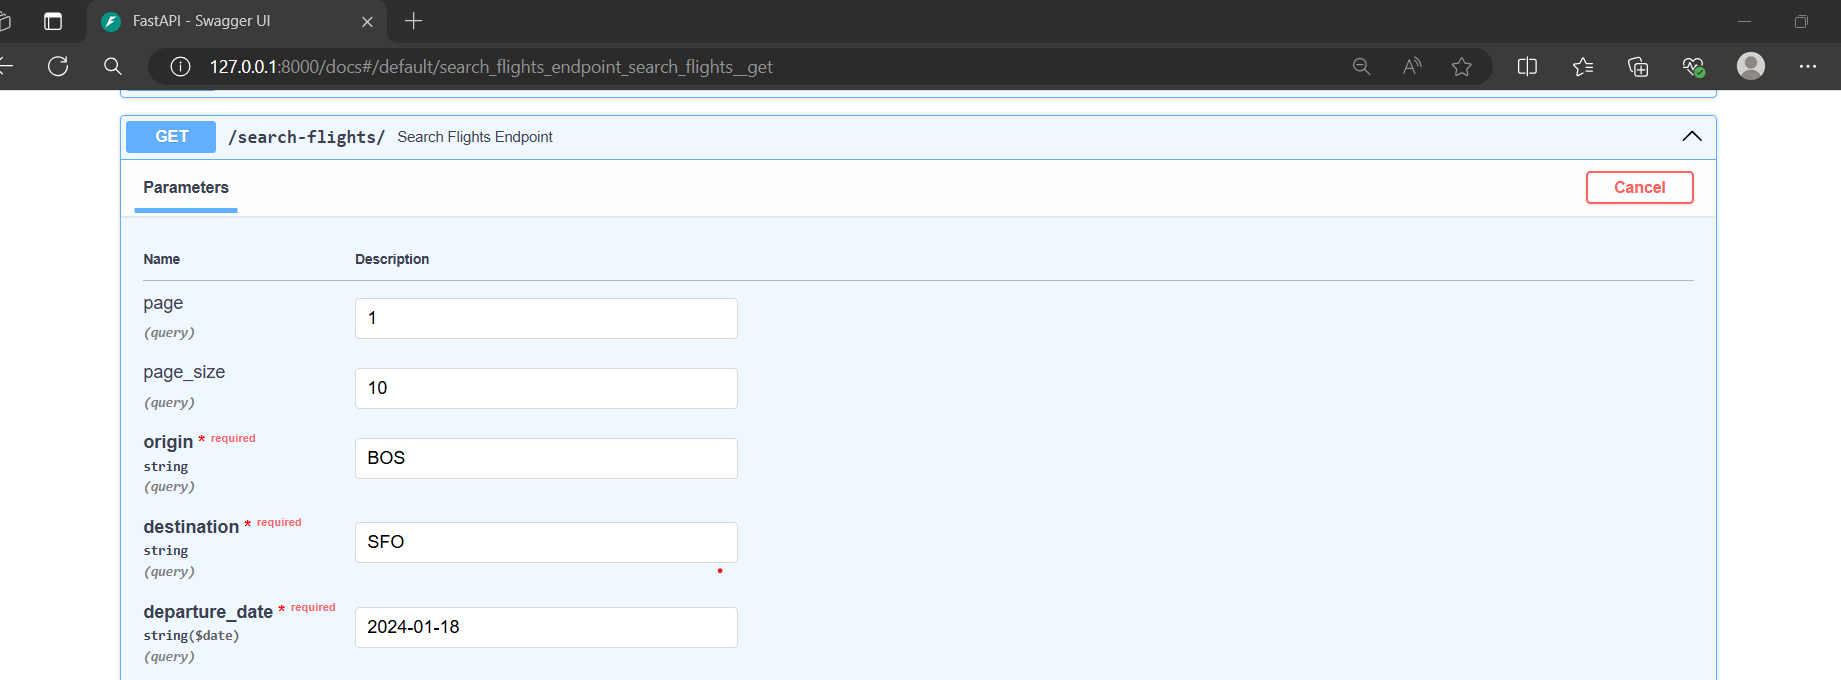 FastAPI - Swagger UI
127.0.0.1:8000/docs#/default/search_flights_endpoint_search_flights__get
GET /search-flights/ Search Flights Endpoint
Parameters Cancel
Name Description
page
(query)
1
page_size
(query)
10
origin * required
string
(query)
BOS
destination * required
string
(query)
SFO
departure_date * required
string($date)
(query)
2024-01-18